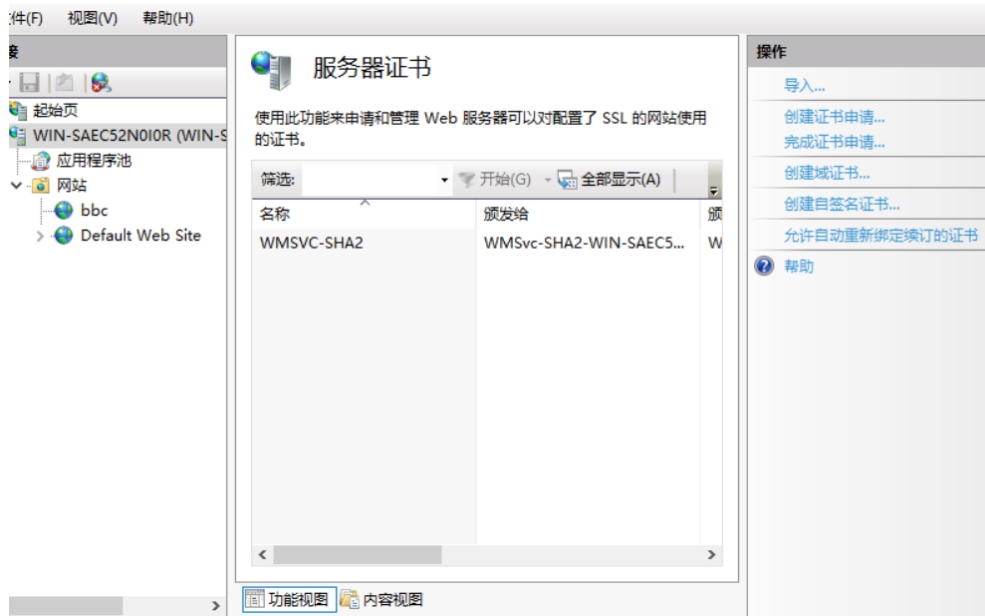 件(F) 视图(V) 帮助(H)
起始页
WIN-SAEC52N0I0R (WIN-S
应用程序池
网站
bbc
Default Web Site
服务器证书
使用此功能来申请和管理 Web 服务器可以对配置了 SSL 的网站使用
的证书。
筛选: 开始(G) 全部显示(A)
名称 颁发给 颁
WMSVC-SHA2 WMSvc-SHA2-WIN-SAEC5... W
功能视图 内容视图
操作
导入...
创建证书申请...
完成证书申请...
创建域证书...
创建自签名证书...
允许自动重新绑定续订的证书
帮助